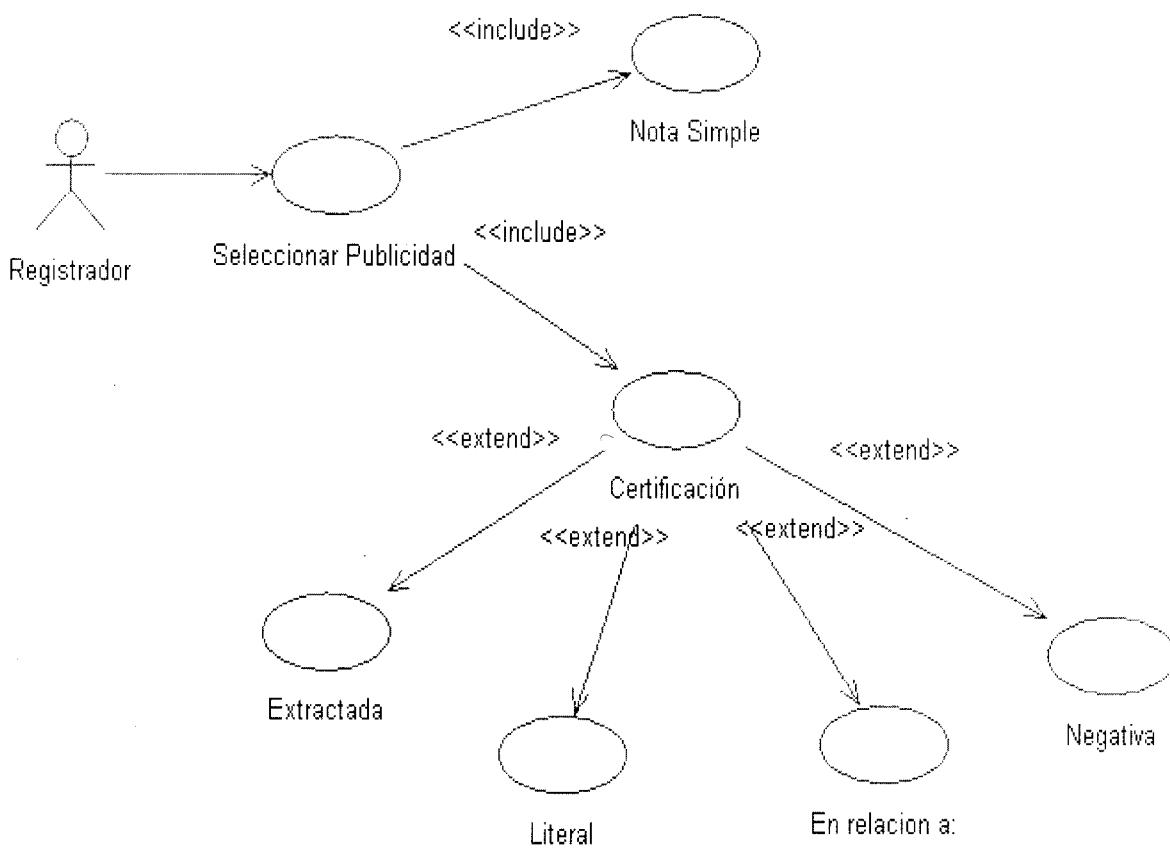 <<include>>
Nota Simple
Registrador
Seleccionar Publicidad
<<include>>
<<extend>>
<<extend>>
Certificación
<<extend>>
<<extend>>
Extractada
Negativa
Literal
En relacion a: